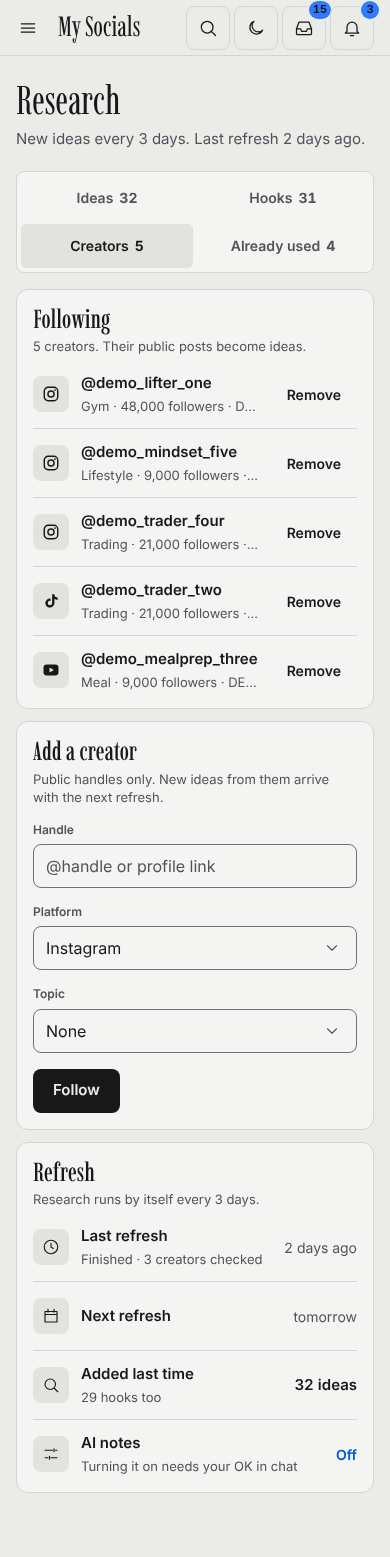 My Socials
15
3
Research
New ideas every 3 days. Last refresh 2 days ago.
Ideas 32
Hooks 31
Creators 5
Already used 4
Following
5 creators. Their public posts become ideas.
@demo_lifter_one
Gym · 48,000 followers · D...
Remove
@demo_mindset_five
Lifestyle · 9,000 followers ·...
Remove
@demo_trader_four
Trading · 21,000 followers ·...
Remove
@demo_trader_two
Trading · 21,000 followers ·...
Remove
@demo_mealprep_three
Meal · 9,000 followers · DE...
Remove
Add a creator
Public handles only. New ideas from them arrive
with the next refresh.
Handle
@handle or profile link
Platform
Instagram
Topic
None
Follow
Refresh
Research runs by itself every 3 days.
Last refresh
Finished · 3 creators checked
2 days ago
Next refresh
tomorrow
Added last time
29 hooks too
32 ideas
AI notes
Turning it on needs your OK in chat
Off